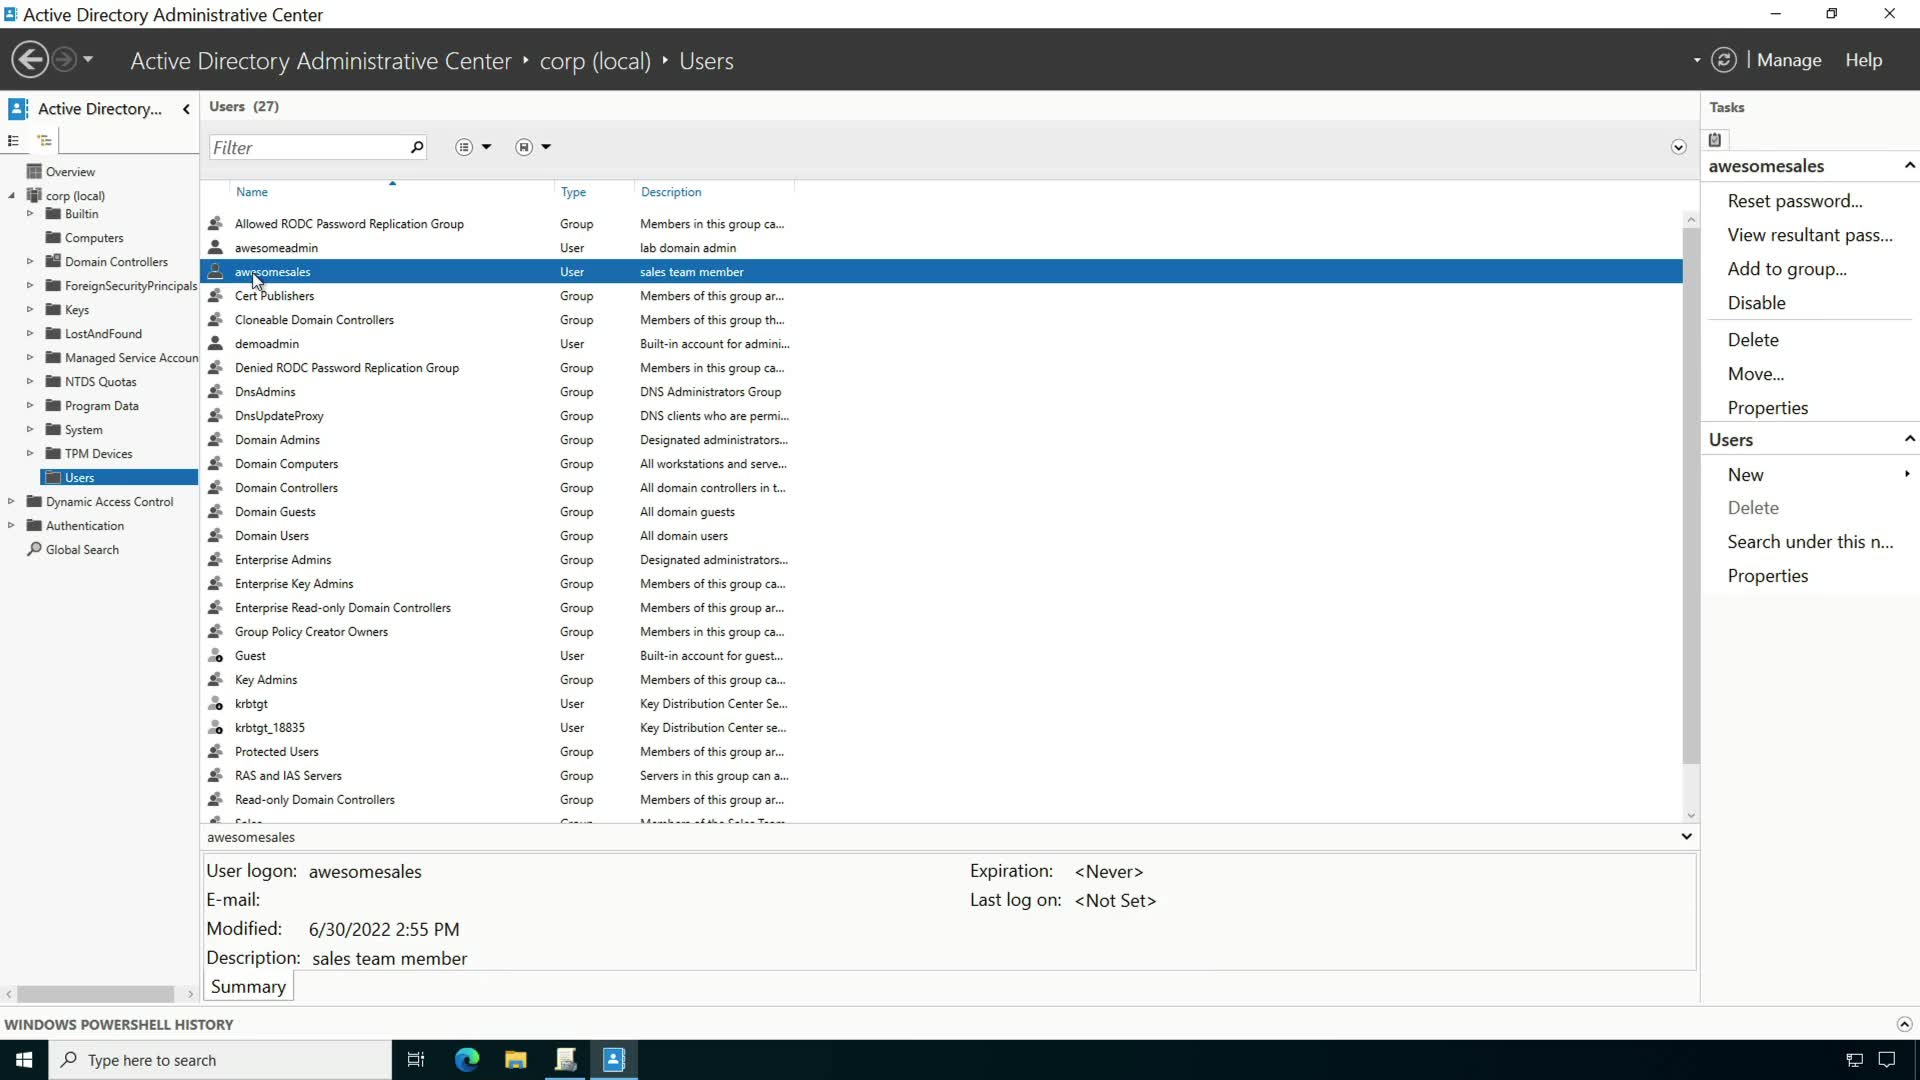 Active Directory Administrative Center
Active Directory Administrative Center ‣ corp (local) ‣ Users
Manage
Help
Active Directory...
Overview
corp (local)
Builtin
Computers
Domain Controllers
ForeignSecurityPrincipals
Keys
LostAndFound
Managed Service Accoun
NTDS Quotas
Program Data
System
TPM Devices
Users
Dynamic Access Control
Authentication
Global Search
Users (27)
Filter
Name Type Description
Allowed RODC Password Replication Group Group Members in this group ca...
awesomeadmin User lab domain admin
awesomesales User sales team member
Cert Publishers Group Members of this group ar...
Cloneable Domain Controllers Group Members of this group th...
demoadmin User Built-in account for admini...
Denied RODC Password Replication Group Group Members in this group ca...
DnsAdmins Group DNS Administrators Group
DnsUpdateProxy Group DNS clients who are permi...
Domain Admins Group Designated administrators...
Domain Computers Group All workstations and serve...
Domain Controllers Group All domain controllers in t...
Domain Guests Group All domain guests
Domain Users Group All domain users
Enterprise Admins Group Designated administrators...
Enterprise Key Admins Group Members of this group ca...
Enterprise Read-only Domain Controllers Group Members of this group ar...
Group Policy Creator Owners Group Members in this group ca...
Guest User Built-in account for guest...
Key Admins Group Members of this group ca...
krbtgt User Key Distribution Center Se...
krbtgt_18835 User Key Distribution Center se...
Protected Users Group Members of this group ar...
RAS and IAS Servers Group Servers in this group can a...
Read-only Domain Controllers Group Members of this group ar...
Sales Group Members of the Sales Team
awesomesales
User logon: awesomesales
E-mail:
Modified: 6/30/2022 2:55 PM
Description: sales team member
Expiration: <Never>
Last log on: <Not Set>
Summary
Tasks
awesomesales
Reset password...
View resultant pass...
Add to group...
Disable
Delete
Move...
Properties
Users
New
Delete
Search under this n...
Properties
WINDOWS POWERSHELL HISTORY
Type here to search